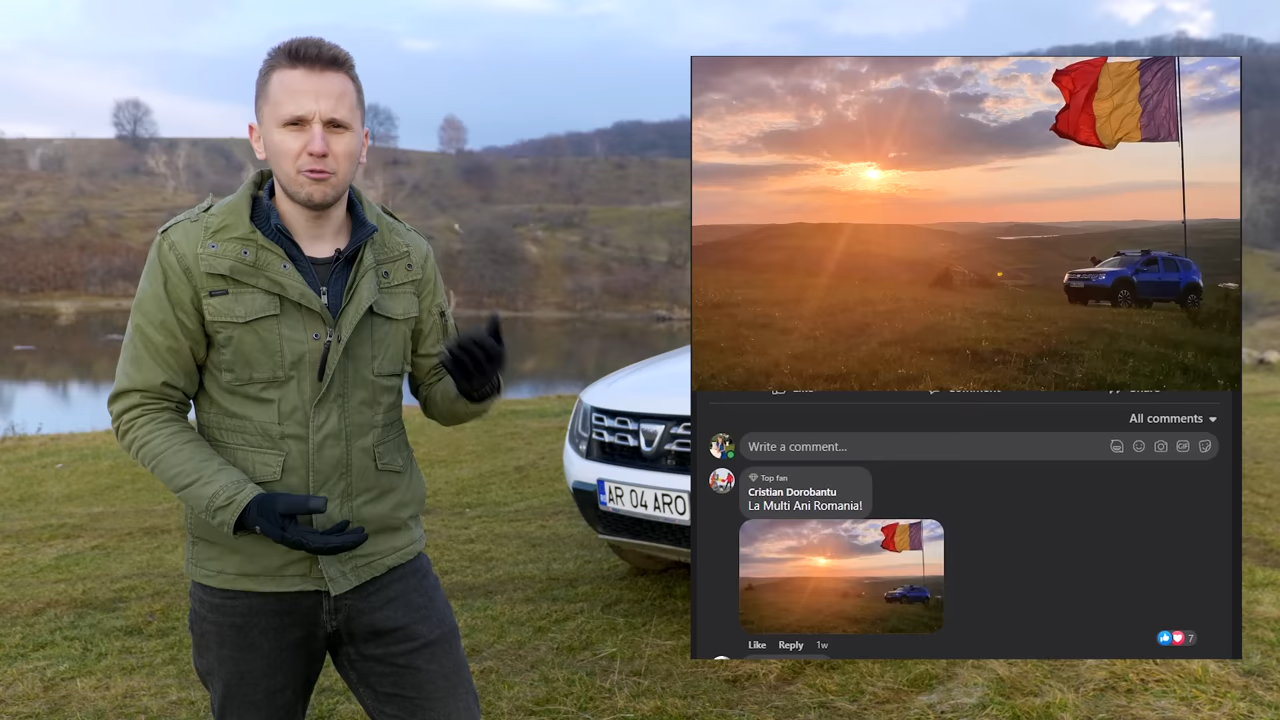 AR 04 ARO
All comments
Write a comment...
GIF
Top fan
Cristian Dorobantu
La Multi Ani Romania!
Like Reply 1w
7